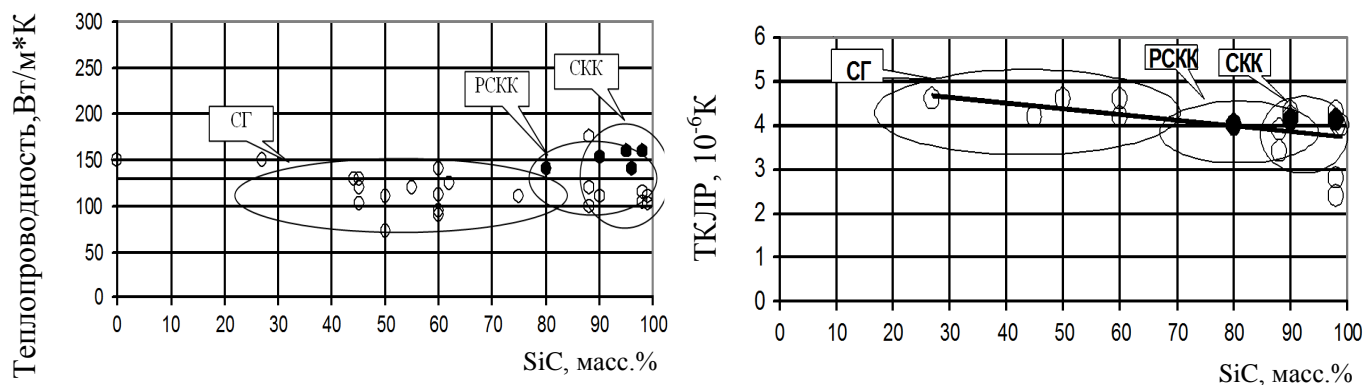 Теплопроводность,Вт/м*К
300
250
200
150
100
50
0
СГ
РСКК
СКК
0 10 20 30 40 50 60 70 80 90 100
SiC, масс.%
ТКЛР, 10-6К
6
5
4
3
2
1
0
СГ
РСКК
СКК
0 10 20 30 40 50 60 70 80 90 100
SiC, масс.%